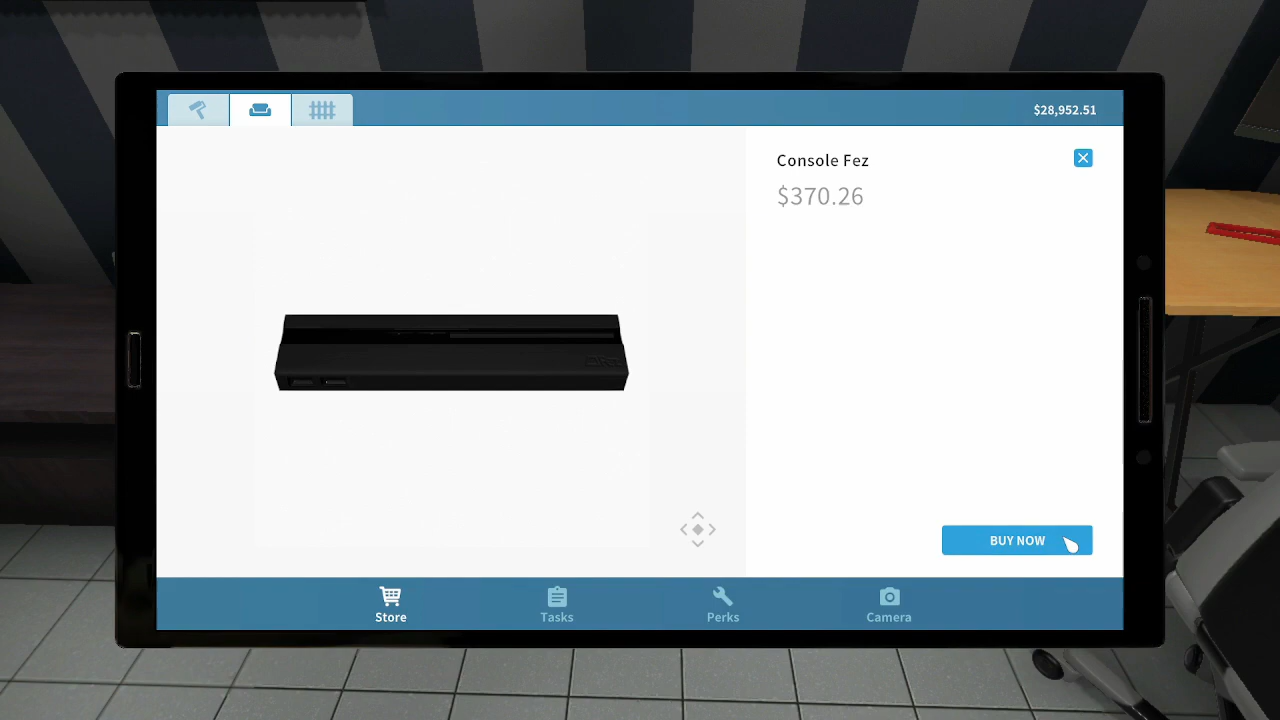 $28,952.51
Console Fez
$370.26
BUY NOW
Store
Tasks
Perks
Camera